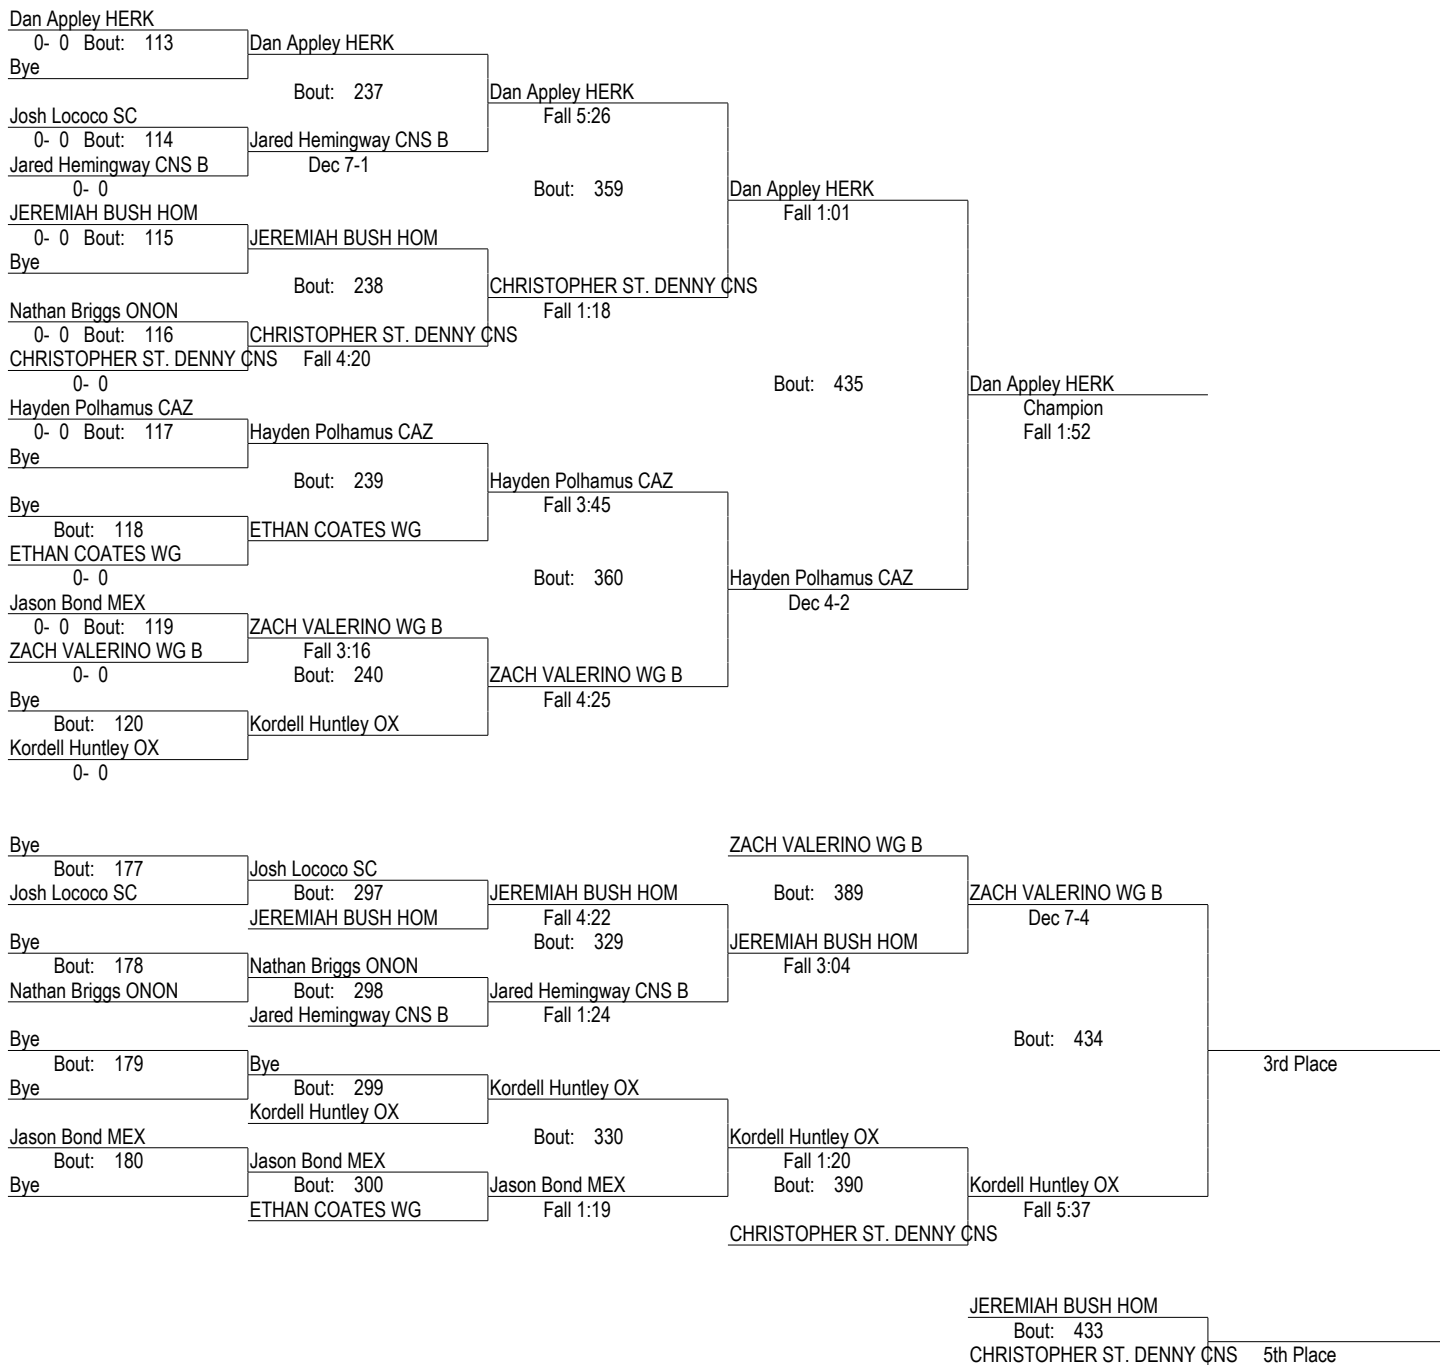 Dan Appley HERK
0- 0 Bout: 113 Dan Appley HERK
Bye
Bout: 237 Dan Appley HERK
Josh Lococo SC Fall 5:26
0- 0 Bout: 114 Jared Hemingway CNS B
Jared Hemingway CNS B Dec 7-1
0- 0 Bout: 359 Dan Appley HERK
JEREMIAH BUSH HOM Fall 1:01
0- 0 Bout: 115 JEREMIAH BUSH HOM
Bye
Bout: 238 CHRISTOPHER ST. DENNY CNS
Nathan Briggs ONON Fall 1:18
0- 0 Bout: 116 CHRISTOPHER ST. DENNY CNS
CHRISTOPHER ST. DENNY CNS Fall 4:20
0- 0 Bout: 435 Dan Appley HERK
Hayden Polhamus CAZ Champion
0- 0 Bout: 117 Hayden Polhamus CAZ Fall 1:52
Bye
Bout: 239 Hayden Polhamus CAZ
Bye Fall 3:45
Bout: 118 ETHAN COATES WG
ETHAN COATES WG
0- 0 Bout: 360 Hayden Polhamus CAZ
Jason Bond MEX Dec 4-2
0- 0 Bout: 119 ZACH VALERINO WG B
ZACH VALERINO WG B Fall 3:16
0- 0 Bout: 240 ZACH VALERINO WG B
Bye Fall 4:25
Bout: 120 Kordell Huntley OX
Kordell Huntley OX
0- 0
Bye ZACH VALERINO WG B
Bout: 177 Josh Lococo SC
Josh Lococo SC Bout: 297 JEREMIAH BUSH HOM Bout: 389 ZACH VALERINO WG B
JEREMIAH BUSH HOM Fall 4:22 Dec 7-4
Bye Bout: 329 JEREMIAH BUSH HOM
Bout: 178 Nathan Briggs ONON Fall 3:04
Nathan Briggs ONON Bout: 298 Jared Hemingway CNS B
Jared Hemingway CNS B Fall 1:24
Bye Bout: 434
Bout: 179 Bye 3rd Place
Bye Bout: 299 Kordell Huntley OX
Kordell Huntley OX
Jason Bond MEX Bout: 330 Kordell Huntley OX
Bout: 180 Jason Bond MEX Fall 1:20
Bye Bout: 300 Jason Bond MEX Bout: 390 Kordell Huntley OX
ETHAN COATES WG Fall 1:19 Fall 5:37
CHRISTOPHER ST. DENNY CNS
JEREMIAH BUSH HOM
Bout: 433
CHRISTOPHER ST. DENNY CNS 5th Place